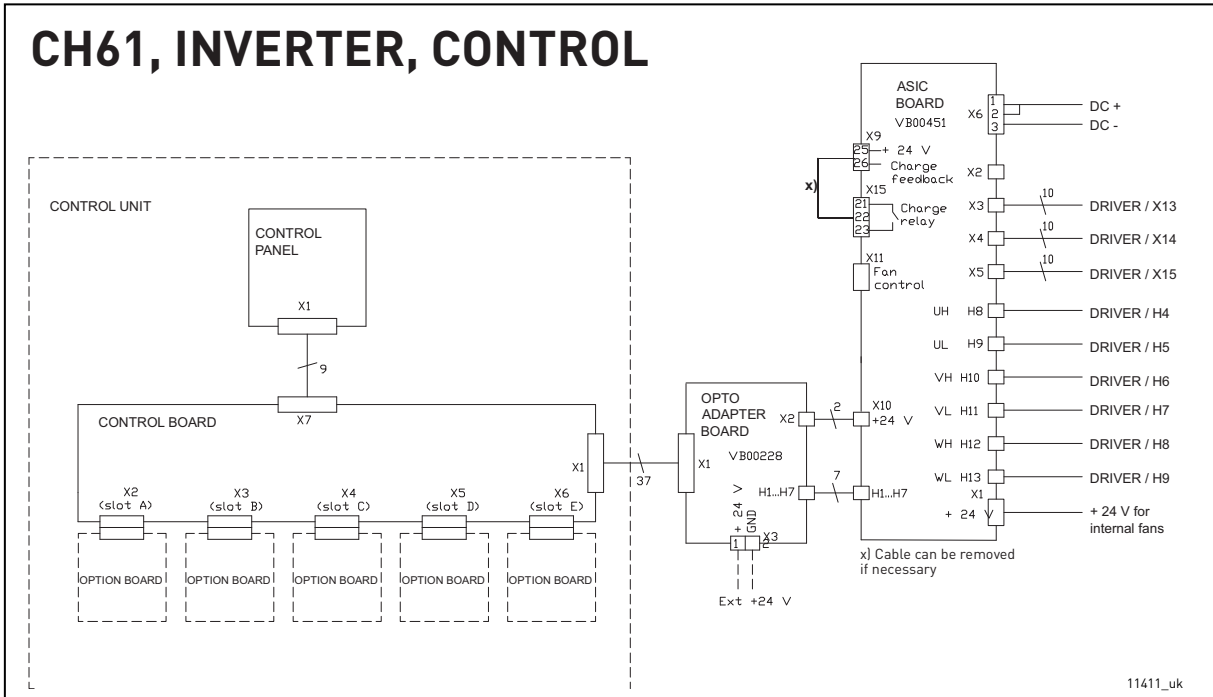 CH61, INVERTER, CONTROL
CONTROL UNIT
CONTROL
PANEL
X1
9
X7
CONTROL BOARD
X1
37
X2
(slot A)
X3
(slot B)
X4
(slot C)
X5
(slot D)
X6
(slot E)
OPTION BOARD
OPTION BOARD
OPTION BOARD
OPTION BOARD
OPTION BOARD
OPTO
ADAPTER
BOARD
VB00228
X1
X2
2
H1...H7
7
+ 24 V
GND
X3
1
2
Ext +24 V
ASIC
BOARD
VB00451
X9
25
+ 24 V
26
Charge
feedback
x)
X15
21
22
23
Charge
relay
X11
Fan
control
X10
+24 V
H1...H7
X6
1
2
3
DC +
DC -
X2
X3
10
DRIVER / X13
X4
10
DRIVER / X14
X5
10
DRIVER / X15
UH H8
DRIVER / H4
UL H9
DRIVER / H5
VH H10
DRIVER / H6
VL H11
DRIVER / H7
WH H12
DRIVER / H8
WL H13
DRIVER / H9
X1
+ 24 V
+ 24 V for
internal fans
x) Cable can be removed
if necessary
11411_uk